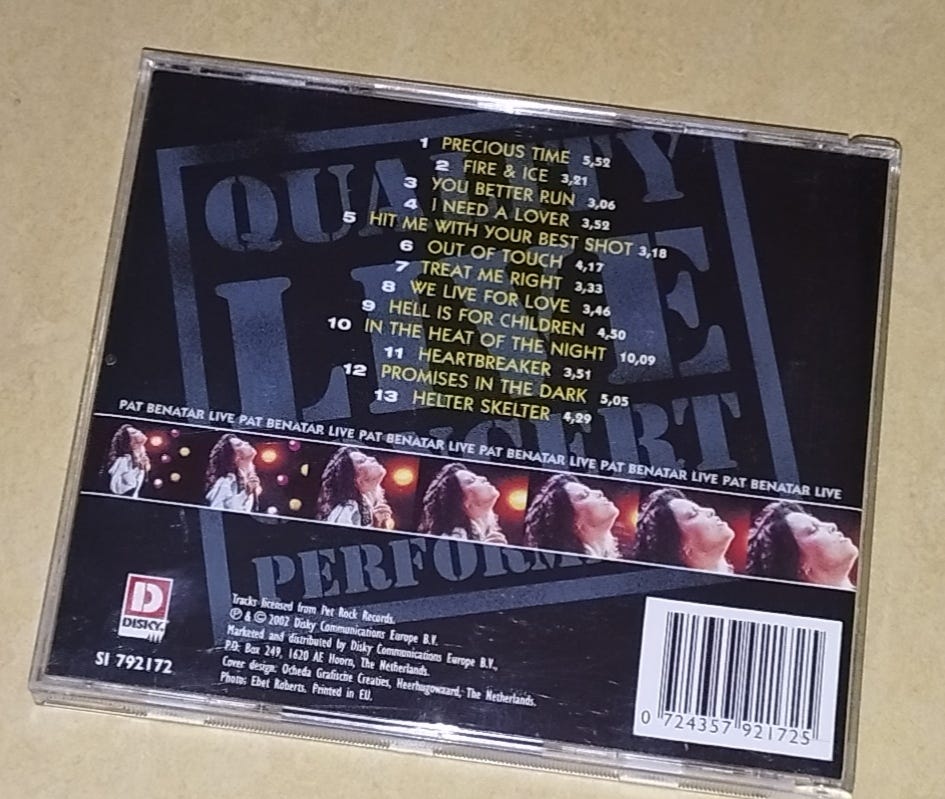 1 PRECIOUS TIME 5,52
2 FIRE & ICE 3,21
3 YOU BETTER RUN 3,06
4 I NEED A LOVER 3,52
5 HIT ME WITH YOUR BEST SHOT 3,18
6 OUT OF TOUCH 4,17
7 TREAT ME RIGHT 3,33
8 WE LIVE FOR LOVE 3,46
9 HELL IS FOR CHILDREN 4,50
10 IN THE HEAT OF THE NIGHT 10,09
11 HEARTBREAKER 3,51
12 PROMISES IN THE DARK 5,05
13 HELTER SKELTER 4,29
QUALITY
LIVE
CONCERT
PERFORM
PAT BENATAR LIVE PAT BENATAR LIVE PAT BENATAR LIVE PAT BENATAR LIVE PAT BENATAR LIVE PAT BENATAR LIVE
D
DISKY
SI 792172
Tracks licensed from Pet Rock Records.
℗ & © 2002 Disky Communications Europe B.V.
Marketed and distributed by Disky Communications Europe B.V.,
P.O. Box 249, 1620 AE Hoorn, The Netherlands.
Cover design: Ocheda Grafische Creaties, Heerhugowaard, The Netherlands.
Photo: Ebet Roberts. Printed in EU.
0 724357 921725